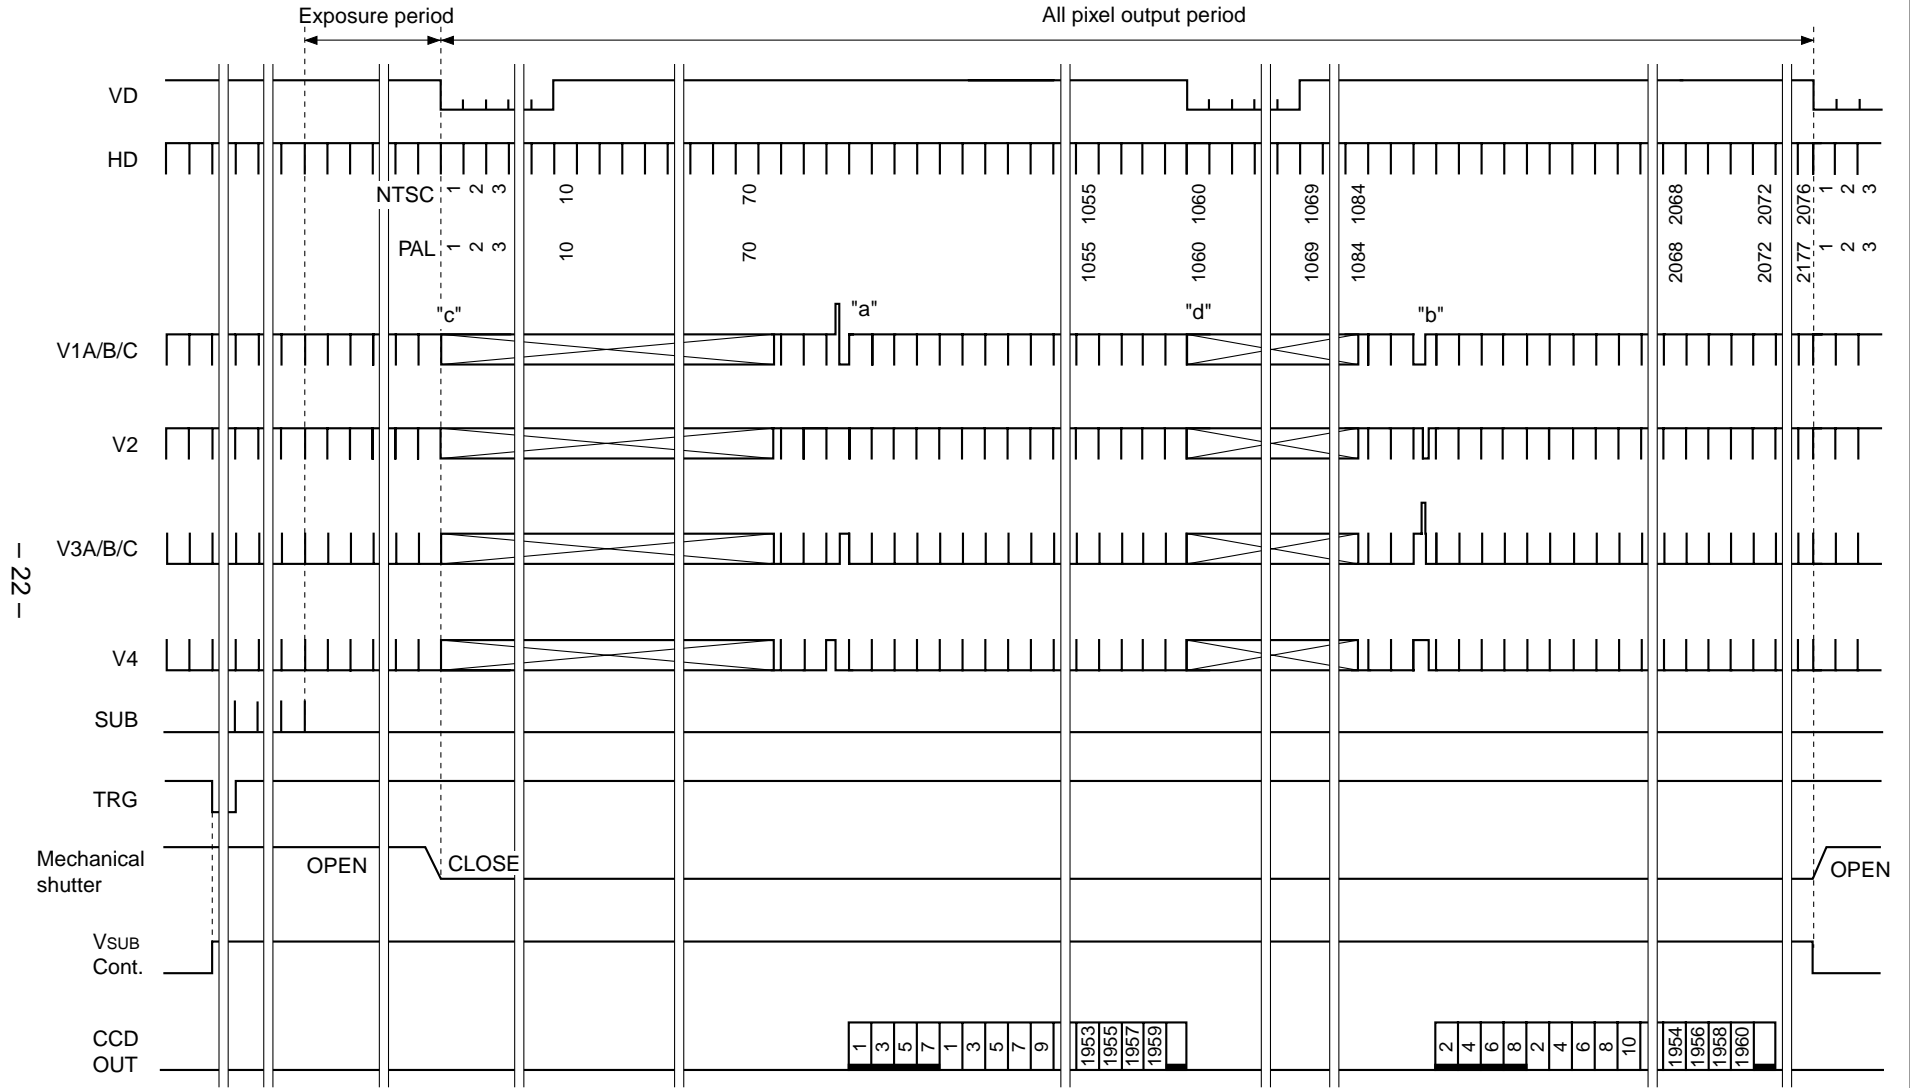 Exposure period
All pixel output period
VD
HD
NTSC 1 2 3 10 70 1055 1060 1069 1084 2068 2072 2076 1 2 3
PAL 1 2 3 10 70 1055 1060 1069 1084 2068 2072 2177 1 2 3
"c" "a" "d" "b"
V1A/B/C
V2
V3A/B/C
– 22 –
V4
SUB
TRG
Mechanical
shutter
OPEN CLOSE OPEN
VSUB
Cont.
CCD
OUT
1 3 5 7 1 3 5 7 9 1953 1955 1957 1959 2 4 6 8 2 4 6 8 10 1954 1956 1958 1960